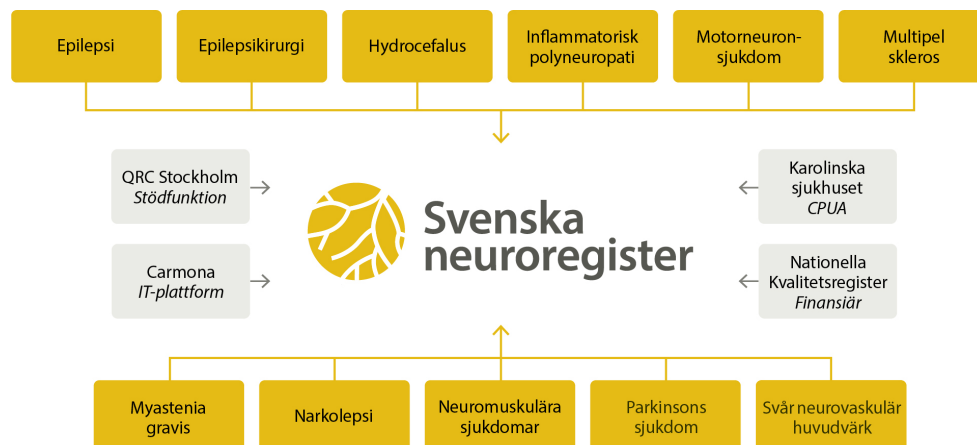 Epilepsi
Epilepsikirurgi
Hydrocefalus
Inflammatorisk
polyneuropati
Motorneuron-
sjukdom
Multipel
skleros
QRC Stockholm
Stödfunktion
Carmona
IT-plattform
Svenska
neuroregister
Karolinska
sjukhuset
CPUA
Nationella
Kvalitetsregister
Finansiär
Myastenia
gravis
Narkolepsi
Neuromuskulära
sjukdomar
Parkinsons
sjukdom
Svår neurovaskulär
huvudvärk